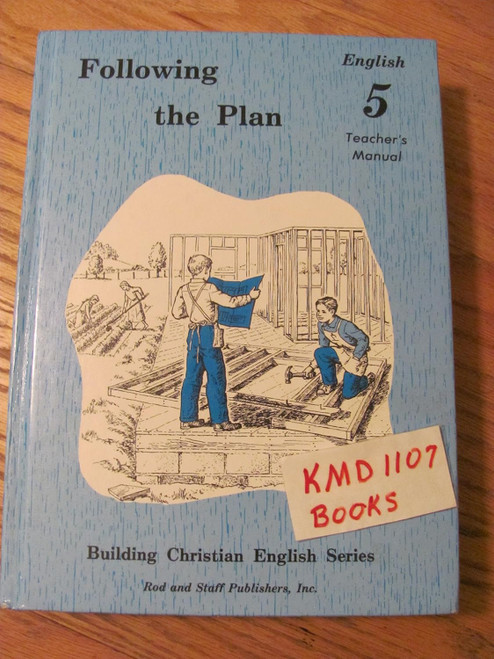 Following
the Plan
English
5
Teacher's
Manual
KMD 1107
BOOKS
Building Christian English Series
Rod and Staff Publishers, Inc.